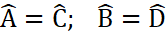 Â = Ĉ;   B̂ = D̂